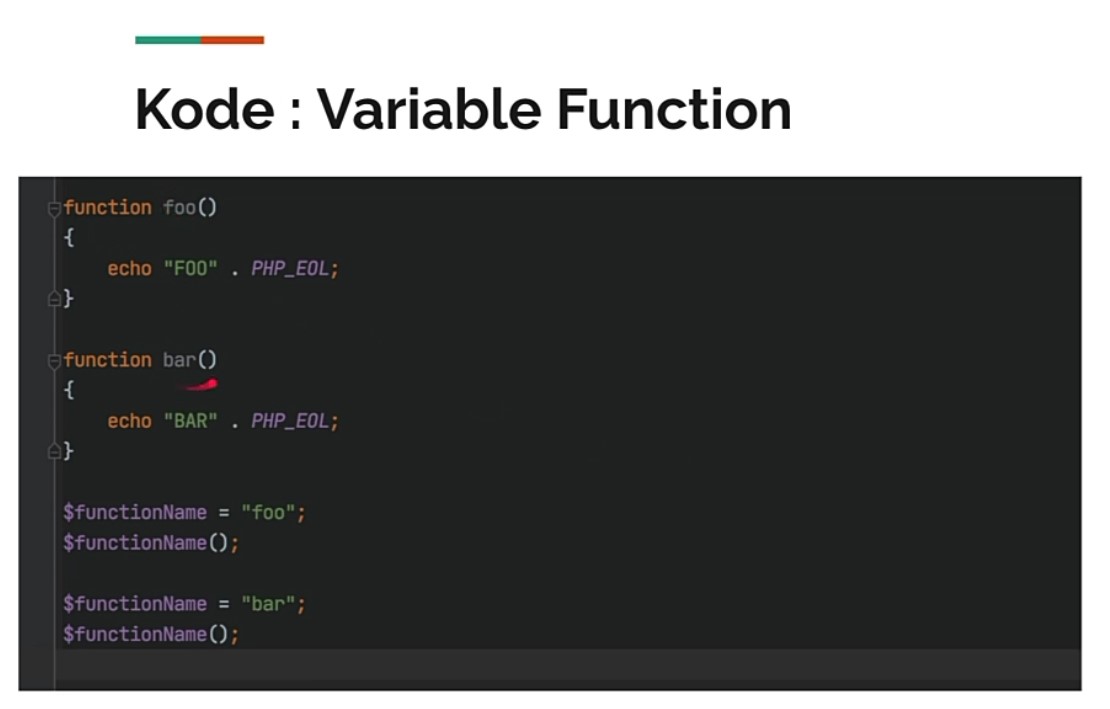 Kode : Variable Function
function foo()
{
    echo "FOO" . PHP_EOL;
}
function bar()
{
    echo "BAR" . PHP_EOL;
}
$functionName = "foo";
$functionName();
$functionName = "bar";
$functionName();